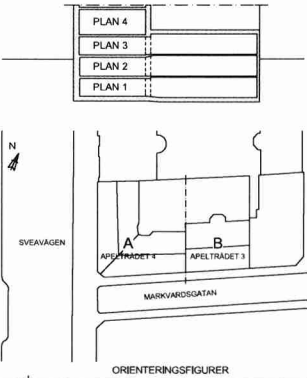 PLAN 4
PLAN 3
PLAN 2
PLAN 1
N
SVEAVÄGEN
A
B
APELTRÄDET 4
APELTRÄDET 3
MARKVARDSGATAN
ORIENTERINGSFIGURER